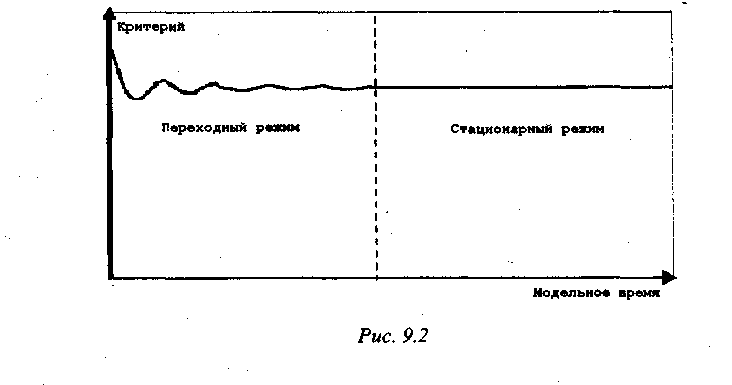 Критерий
Переходный режим
Стационарный режим
Модельное время
Рис. 9.2